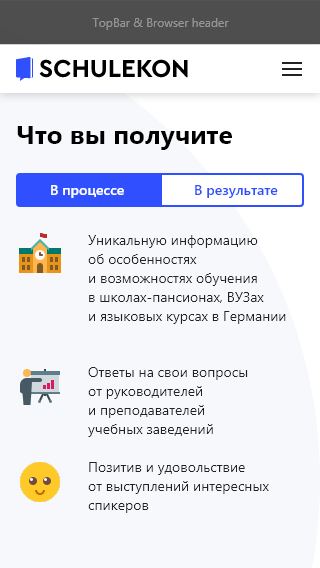 TopBar & Browser header
SCHULEKON
Что вы получите
В процессе
В результате
Уникальную информацию
об особенностях
и возможностях обучения
в школах-пансионах, ВУЗах
и языковых курсах в Германии
Ответы на свои вопросы
от руководителей
и преподавателей
учебных заведений
Позитив и удовольствие
от выступлений интересных
спикеров